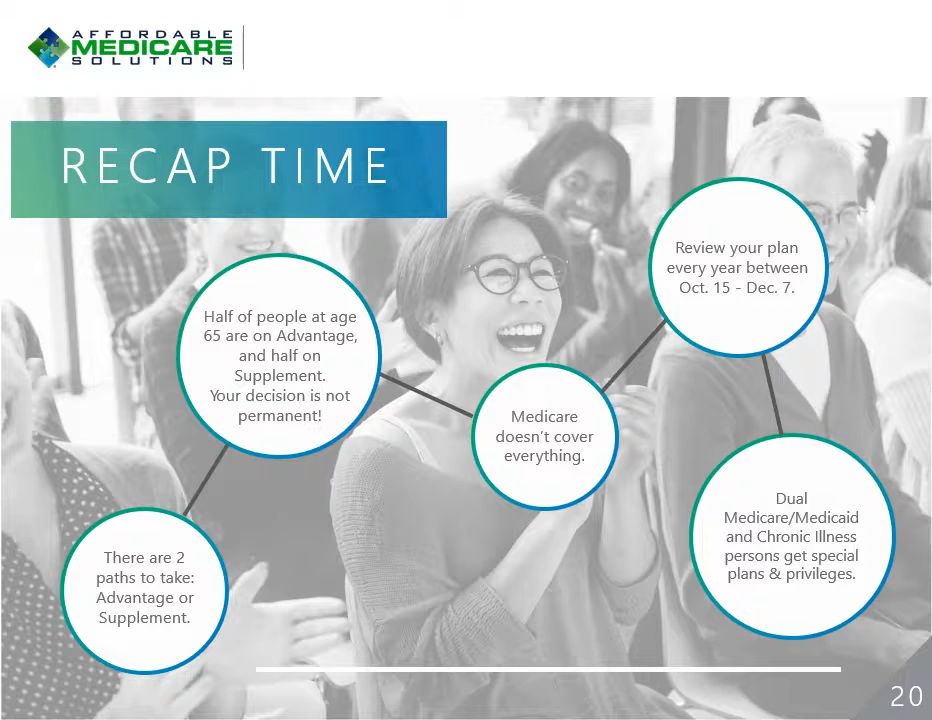 AFFORDABLE
MEDICARE
SOLUTIONS
RECAP TIME
There are 2
paths to take:
Advantage or
Supplement.
Half of people at age
65 are on Advantage,
and half on
Supplement.
Your decision is not
permanent!
Medicare
doesn't cover
everything.
Review your plan
every year between
Oct. 15 - Dec. 7.
Dual
Medicare/Medicaid
and Chronic Illness
persons get special
plans & privileges.
20